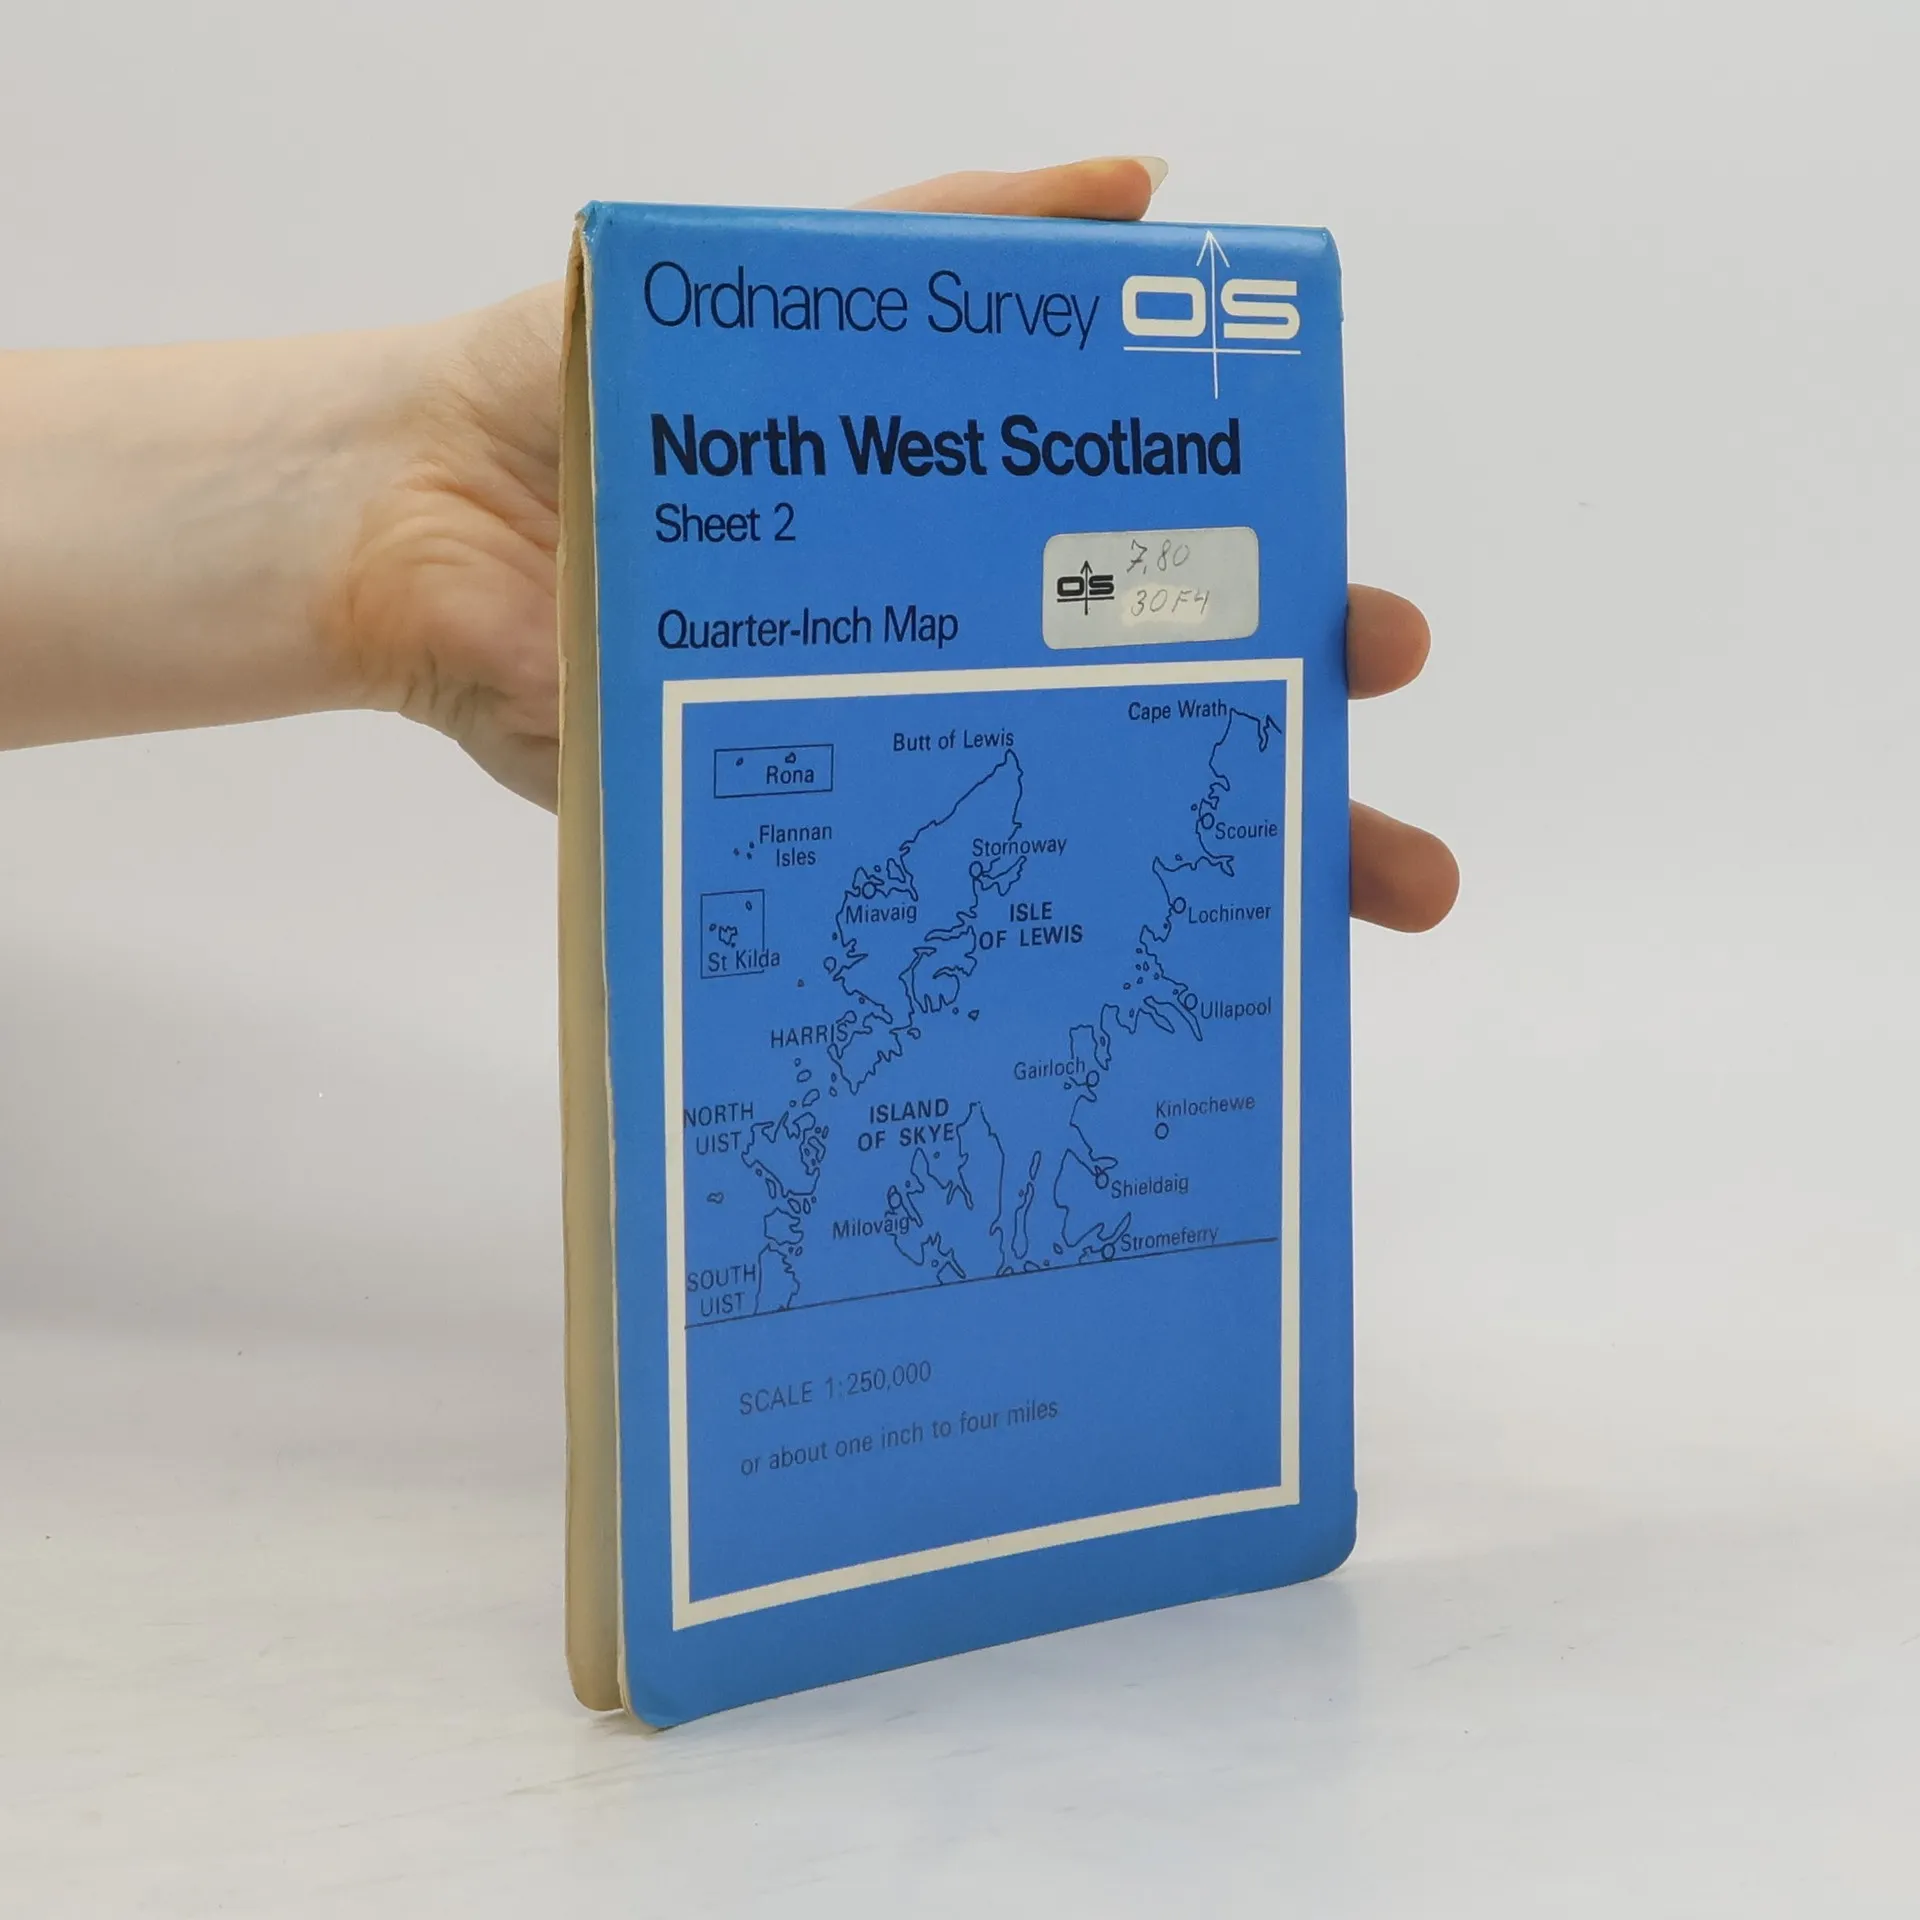 Ordnance Survey OS
North West Scotland
Sheet 2
OS 7,80
30F4
Quarter-Inch Map
Cape Wrath
Butt of Lewis
Rona
Flannan
Isles
Scourie
Stornoway
Miavaig
ISLE
OF LEWIS
Lochinver
St Kilda
Ullapool
HARRIS
Gairloch
Kinlochewe
NORTH
UIST
ISLAND
OF SKYE
Shieldaig
Milovaig
Stromeferry
SOUTH
UIST
SCALE 1:250,000
or about one inch to four miles